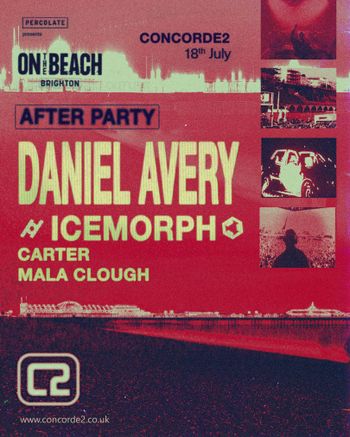 PERCOLATE
presents
ON THE BEACH
BRIGHTON
CONCORDE2
18th July
AFTER PARTY
DANIEL AVERY
ICEMORPH
CARTER
MALA CLOUGH
C2
www.concorde2.co.uk